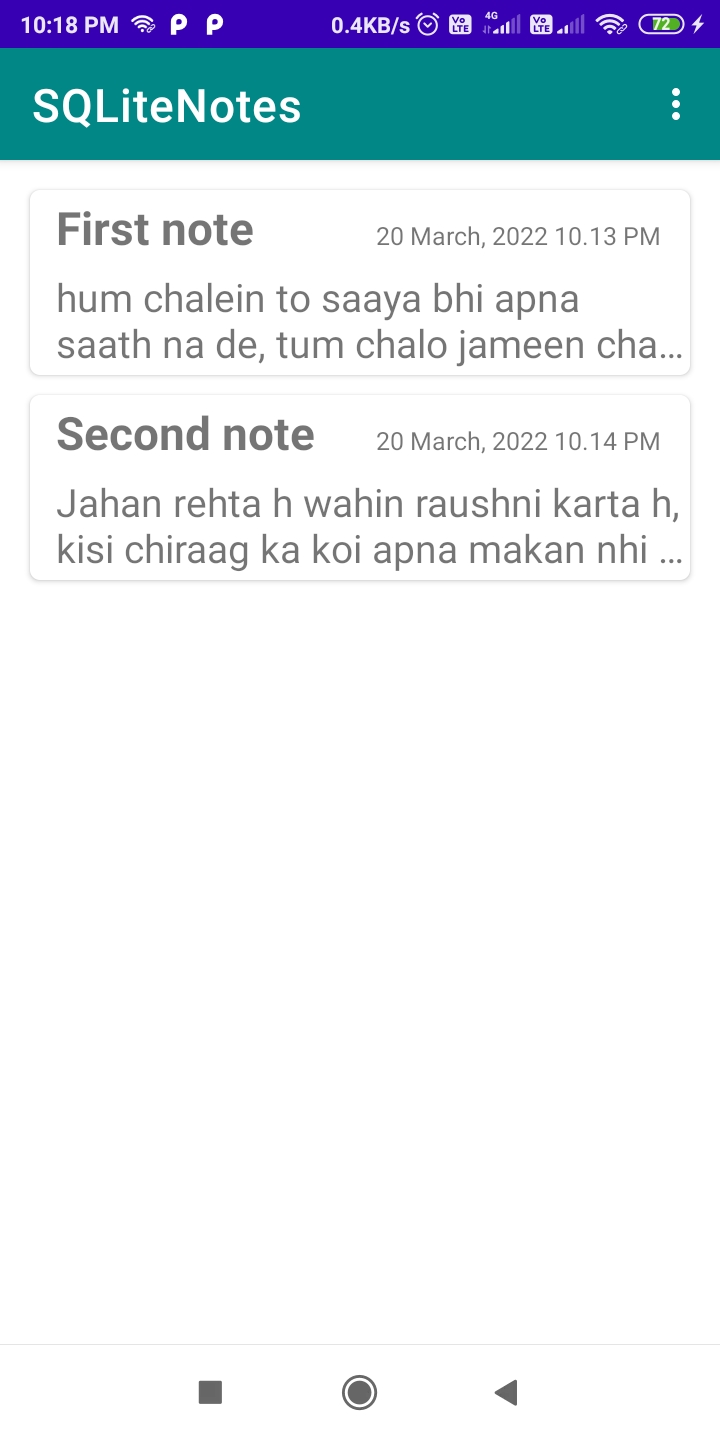 10:18 PM 0.4KB/s Vo LTE 4G Vo LTE 72
SQLiteNotes
First note 20 March, 2022 10.13 PM
hum chalein to saaya bhi apna
saath na de, tum chalo jameen cha...
Second note 20 March, 2022 10.14 PM
Jahan rehta h wahin raushni karta h,
kisi chiraag ka koi apna makan nhi ...